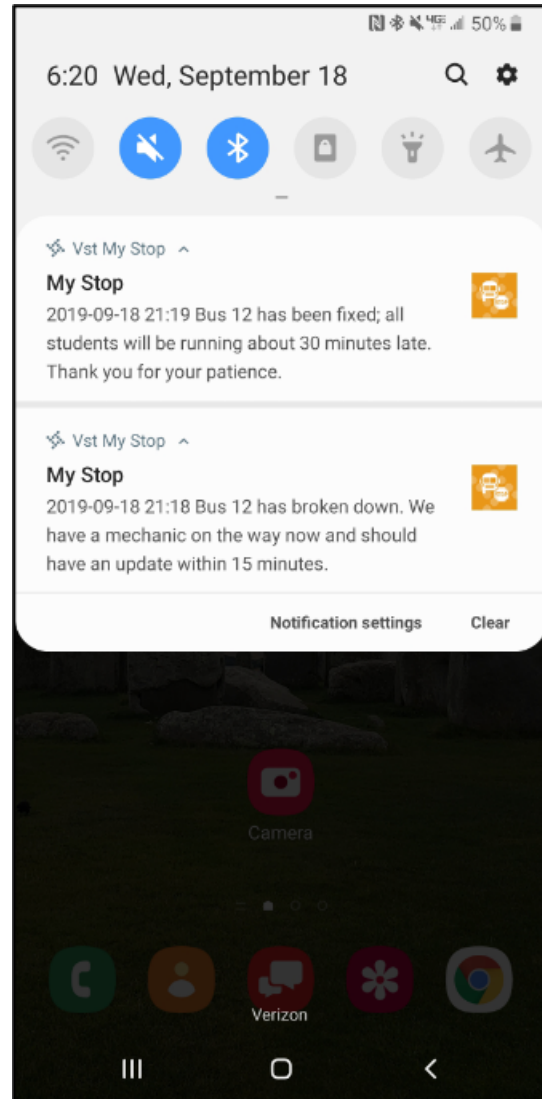 50%
6:20 Wed, September 18
Vst My Stop
My Stop
2019-09-18 21:19 Bus 12 has been fixed; all
students will be running about 30 minutes late.
Thank you for your patience.
Vst My Stop
My Stop
2019-09-18 21:18 Bus 12 has broken down. We
have a mechanic on the way now and should
have an update within 15 minutes.
Notification settings Clear
Camera
Verizon